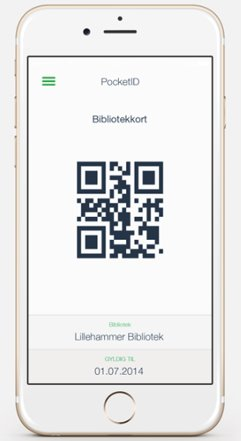 PocketID
Bibliotekkort
Bibliotek
Lillehammer Bibliotek
GYLDIG TIL
01.07.2014